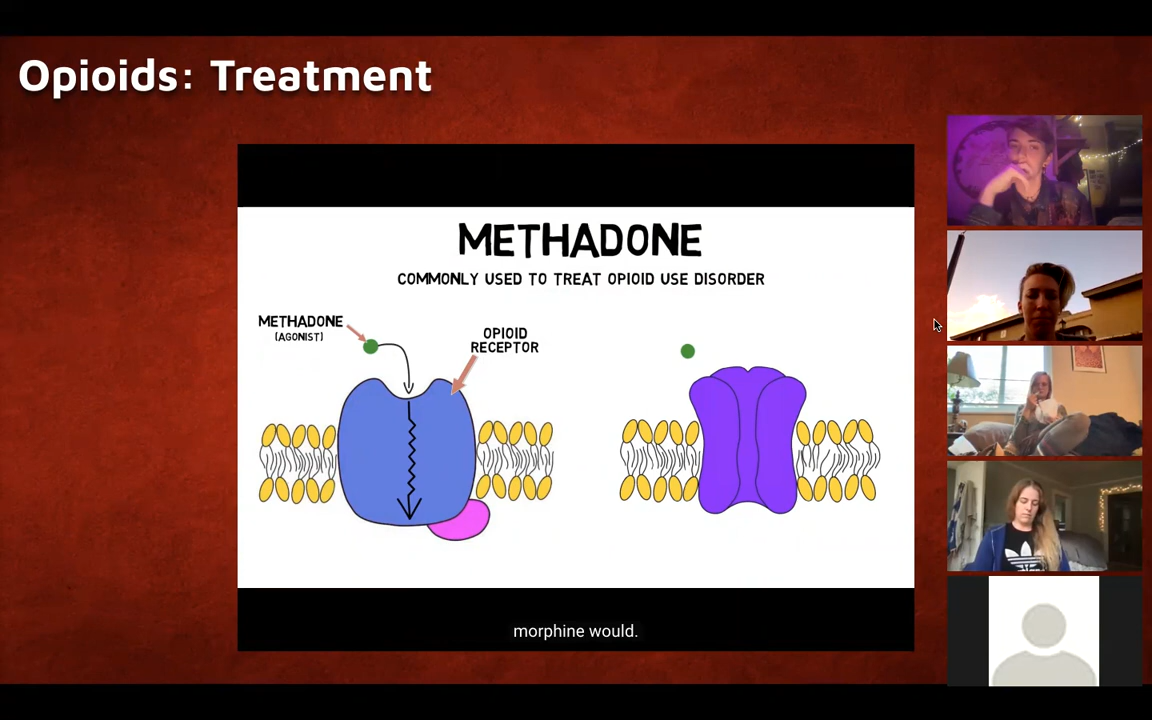 Opioids: Treatment
METHADONE
COMMONLY USED TO TREAT OPIOID USE DISORDER
METHADONE
(AGONIST)
OPIOID
RECEPTOR
morphine would.